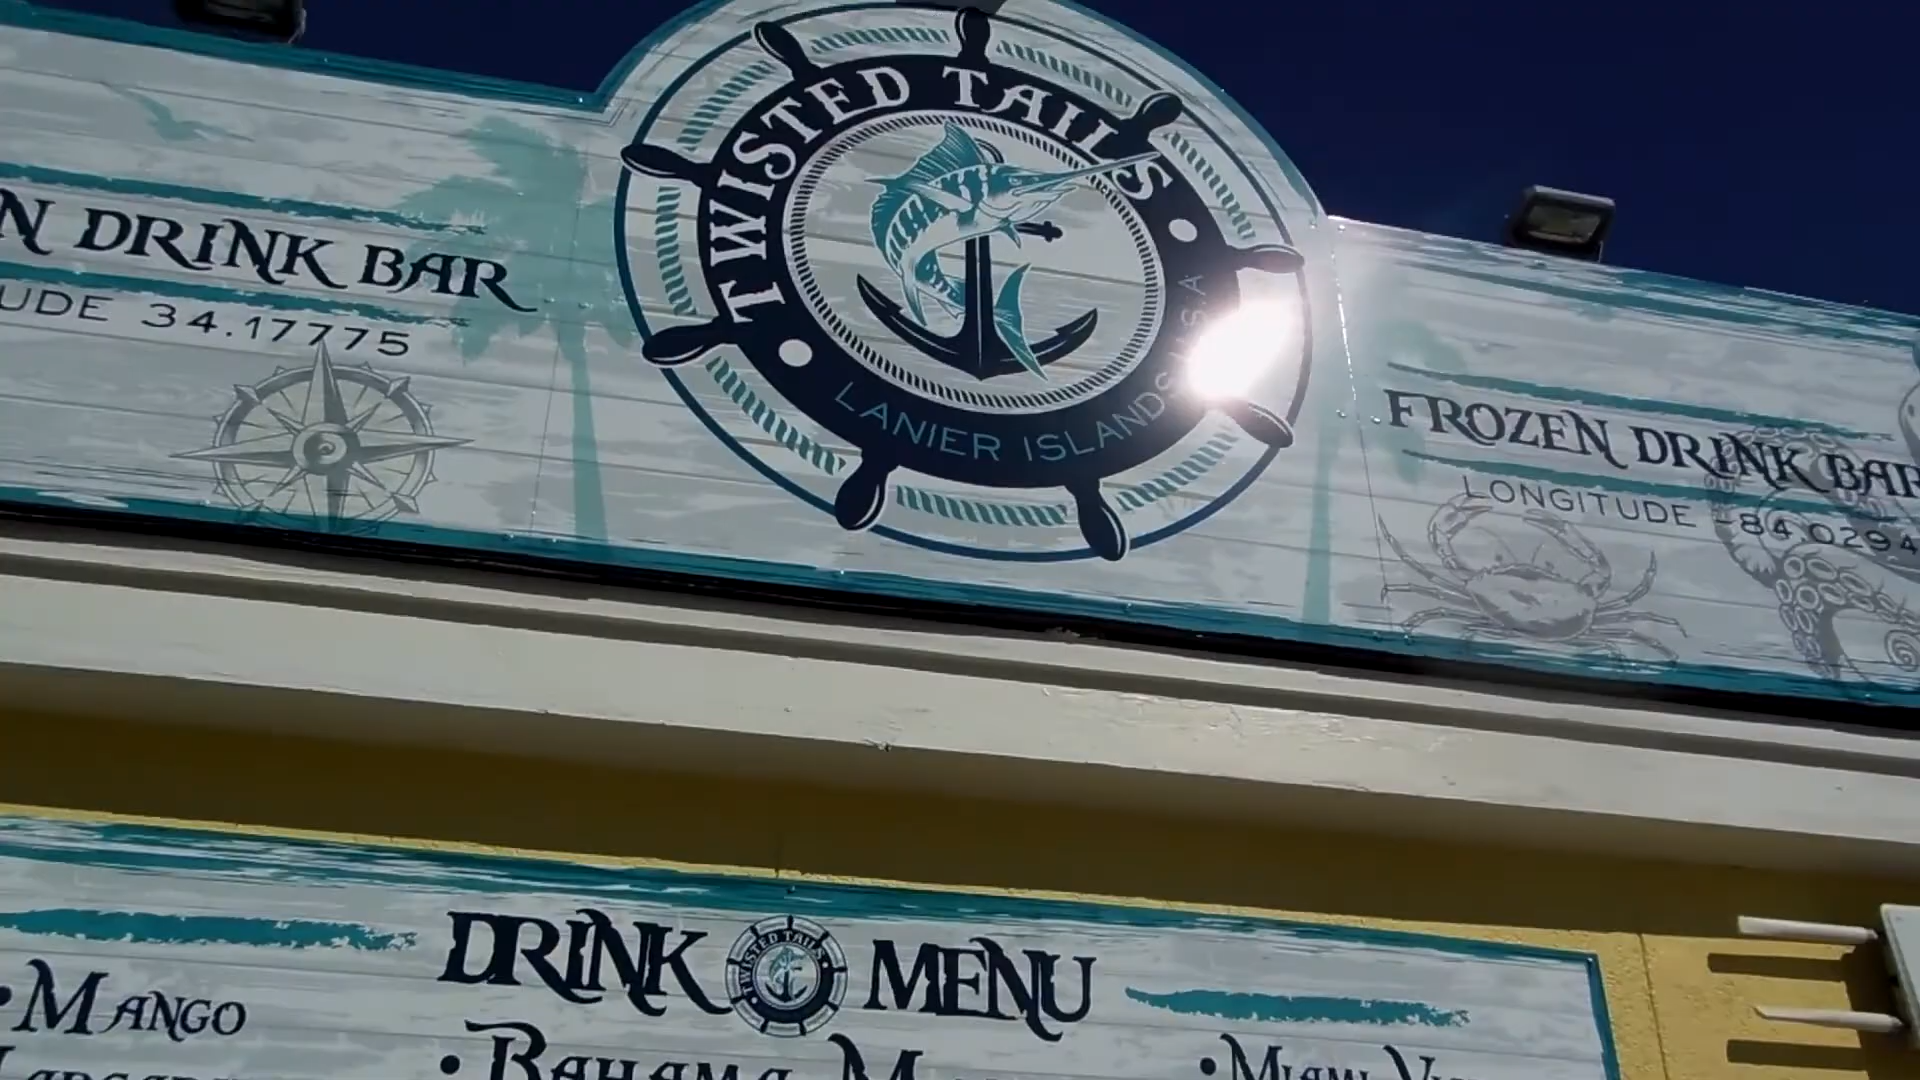 TWISTED TAILS
LANIER ISLANDS
N DRINK BAR
UDE 34.17775
FROZEN DRINK BAR
LONGITUDE -84.0294
DRINK MENU
TWISTED TAILS
• MANGO
• BAHAMA
• MIAMI